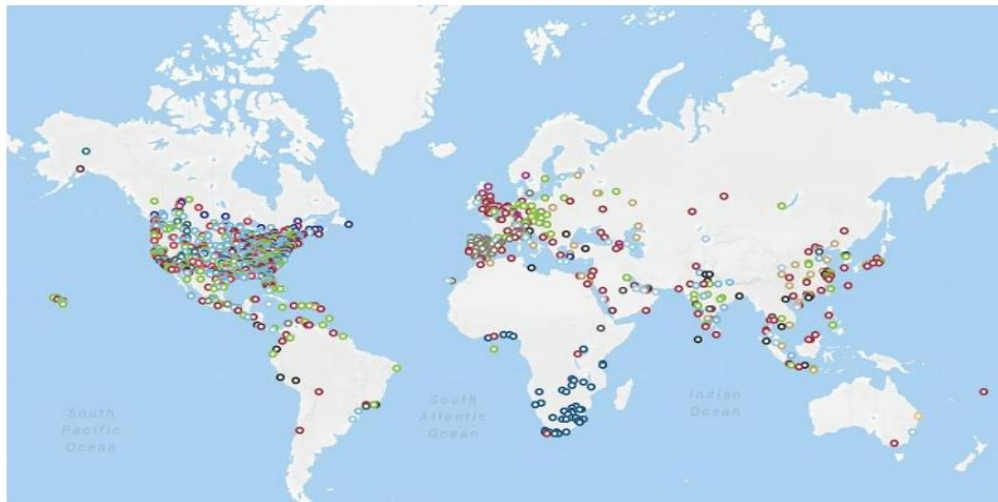 South
Pacific
Ocean
South
Atlantic
Ocean
Indian
Ocean